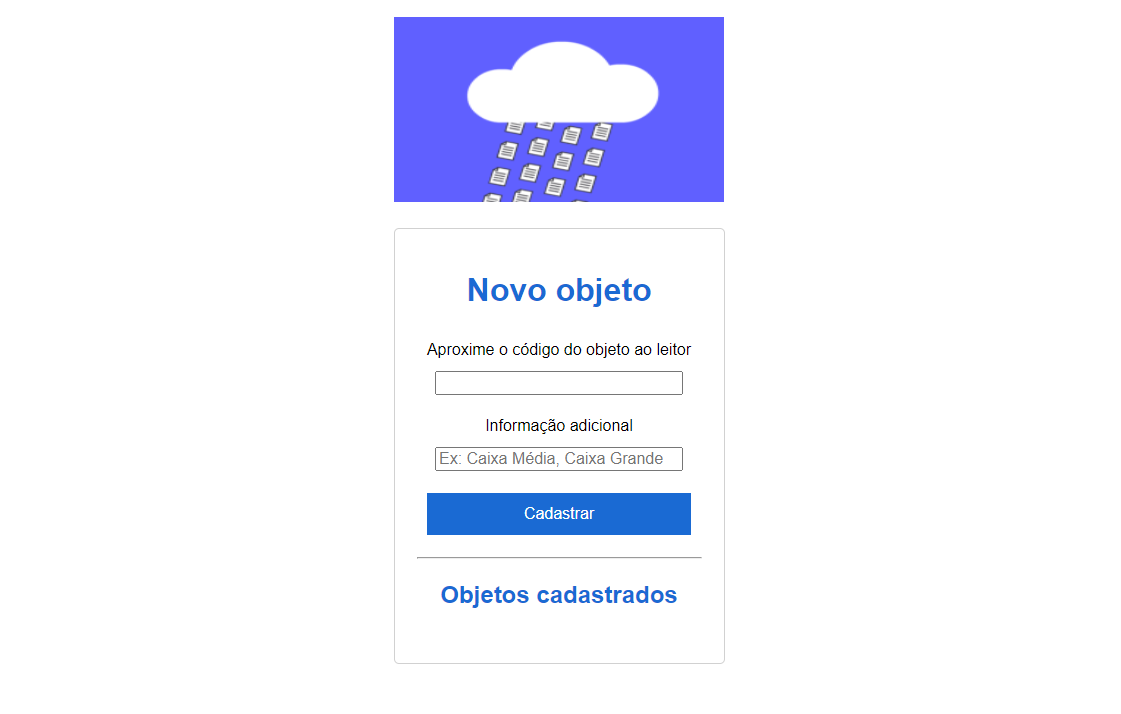 Novo objeto
Aproxime o código do objeto ao leitor
Informação adicional
Ex: Caixa Média, Caixa Grande
Cadastrar
Objetos cadastrados